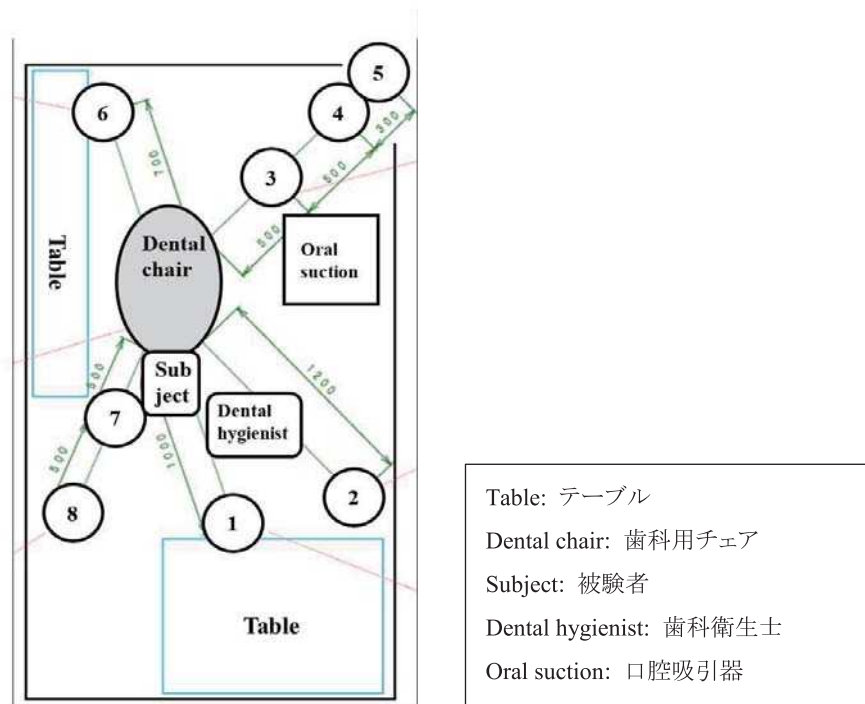 5
4
6
300
700
3
500
Dental
chair
500
Oral
suction
Table
1200
500
Sub
ject
Dental
hygienist
7
1000
500
2
8
1
Table
Table: テーブル
Dental chair: 歯科用チェア
Subject: 被験者
Dental hygienist: 歯科衛生士
Oral suction: 口腔吸引器